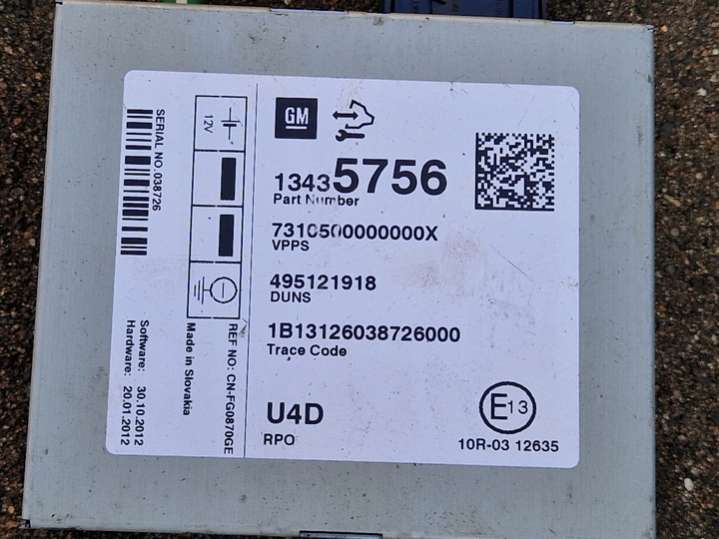 GM
13435756
Part Number
7310500000000X
VPPS
495121918
DUNS
1B13126038726000
Trace Code
U4D
RPO
E13
10R-03 12635
12V
SERIAL NO. 038726
REF NO: CN-FG0870GE
Made in Slovakia
Software: 30.10.2012
Hardware: 20.01.2012